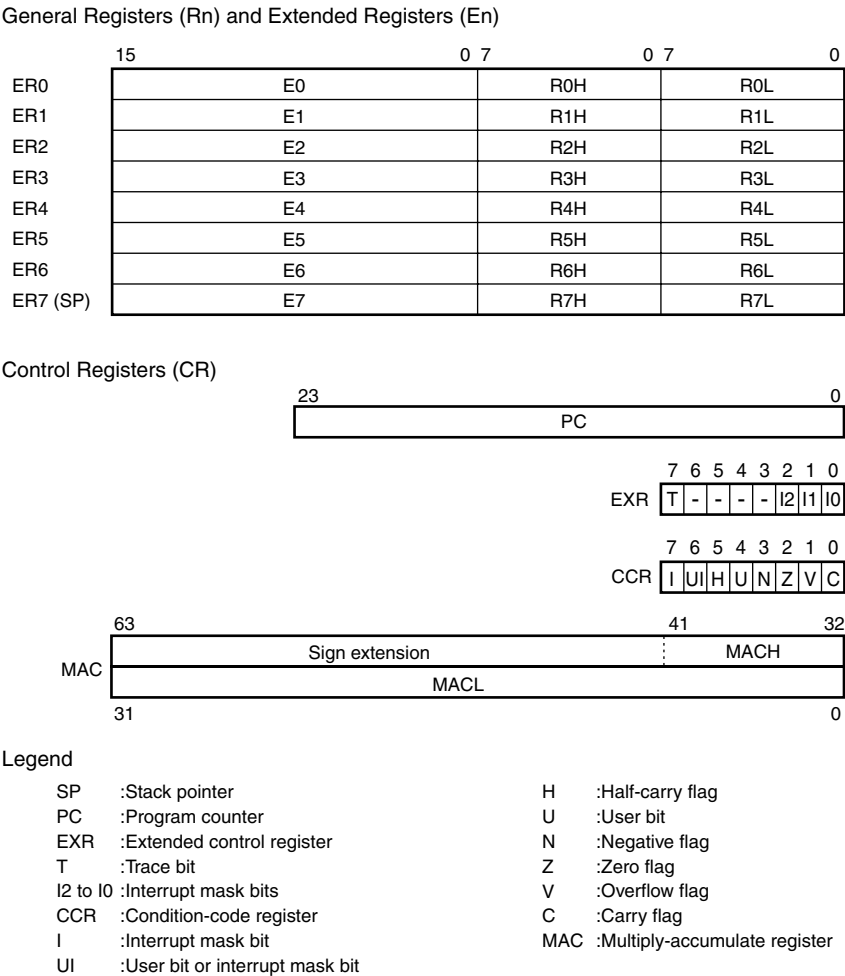 General Registers (Rn) and Extended Registers (En)
15 0 7 0 7 0
ER0 E0 R0H R0L
ER1 E1 R1H R1L
ER2 E2 R2H R2L
ER3 E3 R3H R3L
ER4 E4 R4H R4L
ER5 E5 R5H R5L
ER6 E6 R6H R6L
ER7 (SP) E7 R7H R7L
Control Registers (CR)
23 0
PC
7 6 5 4 3 2 1 0
EXR T - - - - I2 I1 I0
7 6 5 4 3 2 1 0
CCR I UI H U N Z V C
63 41 32
MAC Sign extension MACH
MACL
31 0
Legend
SP :Stack pointer
PC :Program counter
EXR :Extended control register
T :Trace bit
I2 to I0 :Interrupt mask bits
CCR :Condition-code register
I :Interrupt mask bit
UI :User bit or interrupt mask bit
H :Half-carry flag
U :User bit
N :Negative flag
Z :Zero flag
V :Overflow flag
C :Carry flag
MAC :Multiply-accumulate register